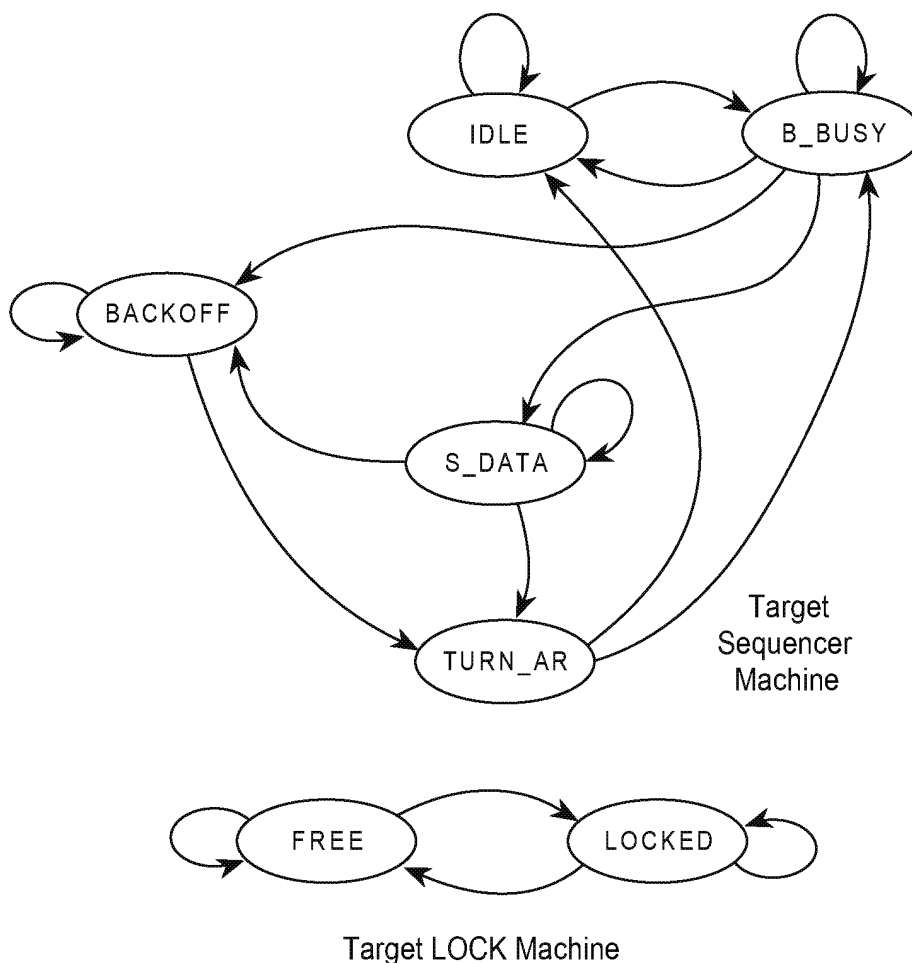 IDLE
B_BUSY
BACKOFF
S_DATA
TURN_AR
Target
Sequencer
Machine
FREE
LOCKED
Target LOCK Machine